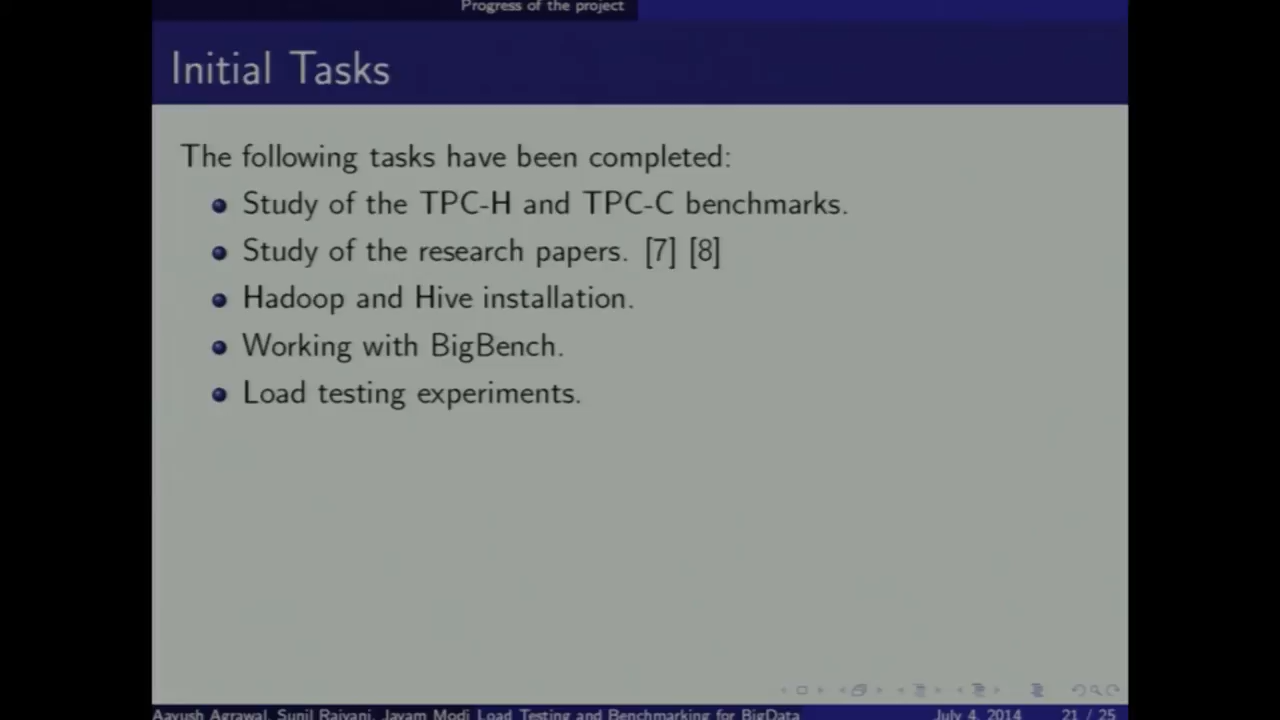 Progress of the project
Initial Tasks
The following tasks have been completed:
Study of the TPC-H and TPC-C benchmarks.
Study of the research papers. [7] [8]
Hadoop and Hive installation.
Working with BigBench.
Load testing experiments.
Aayush Agrawal, Sunil Raiyani, Jayam Modi Load Testing and Benchmarking for BigData July 4, 2014 21 / 25